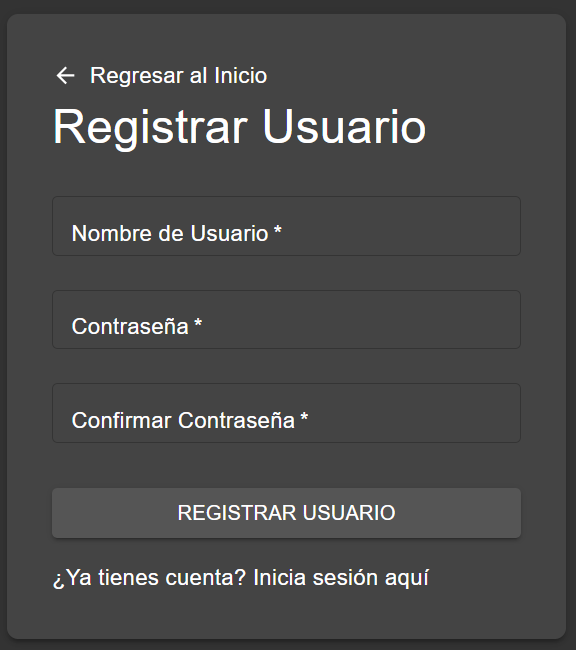 Regresar al Inicio
Registrar Usuario
Nombre de Usuario *
Contraseña *
Confirmar Contraseña *
REGISTRAR USUARIO
¿Ya tienes cuenta? Inicia sesión aquí